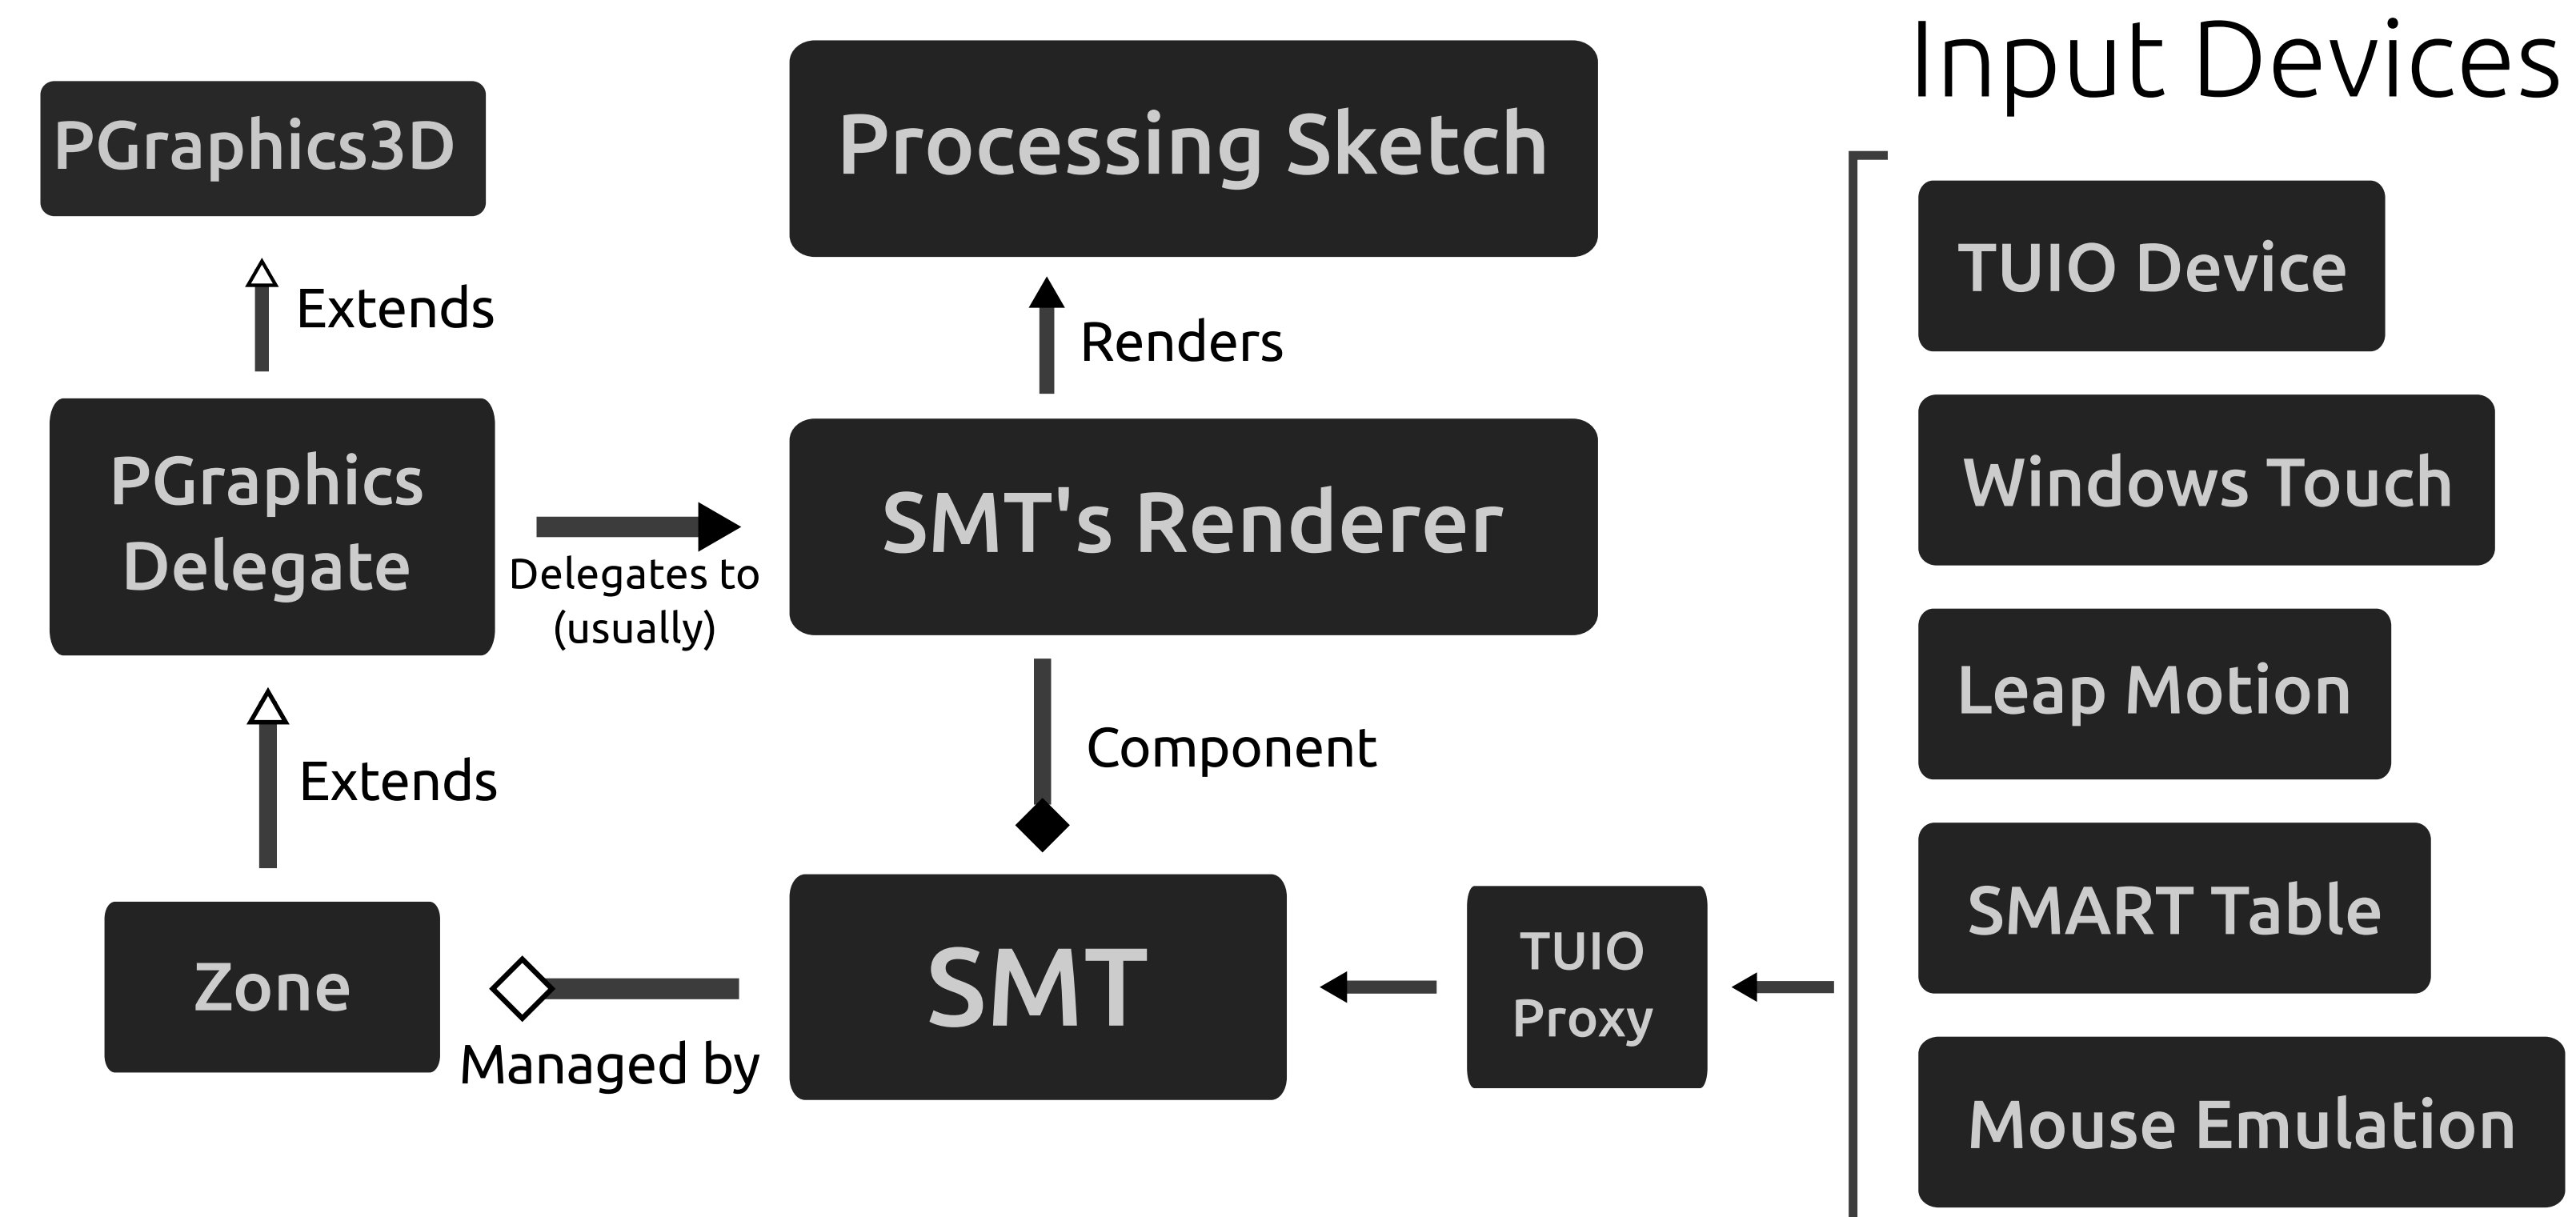 Input Devices
PGraphics3D
Processing Sketch
TUIO Device
Extends
Renders
PGraphics
Delegate
Delegates to
(usually)
SMT's Renderer
Windows Touch
Leap Motion
Extends
Component
SMART Table
Zone
Managed by
SMT
TUIO
Proxy
Mouse Emulation